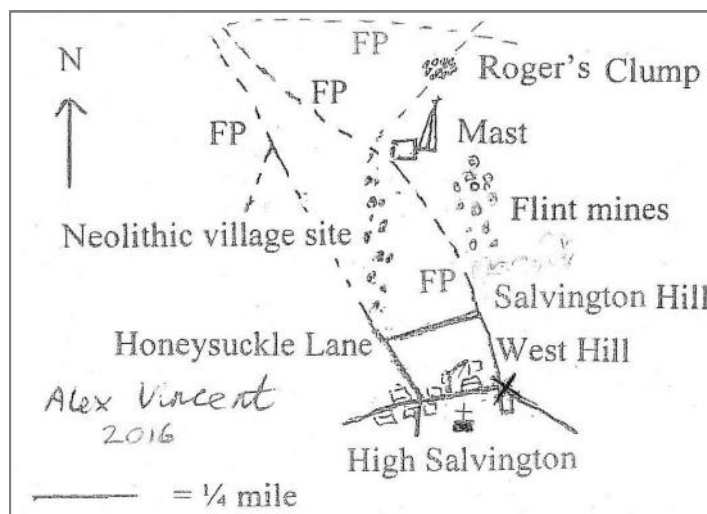 FP
N
Roger's Clump
FP
FP
Mast
Flint mines
Neolithic village site
FP
Salvington Hill
Honeysuckle Lane
West Hill
Alex Vincent
2016
High Salvington
= ¼ mile